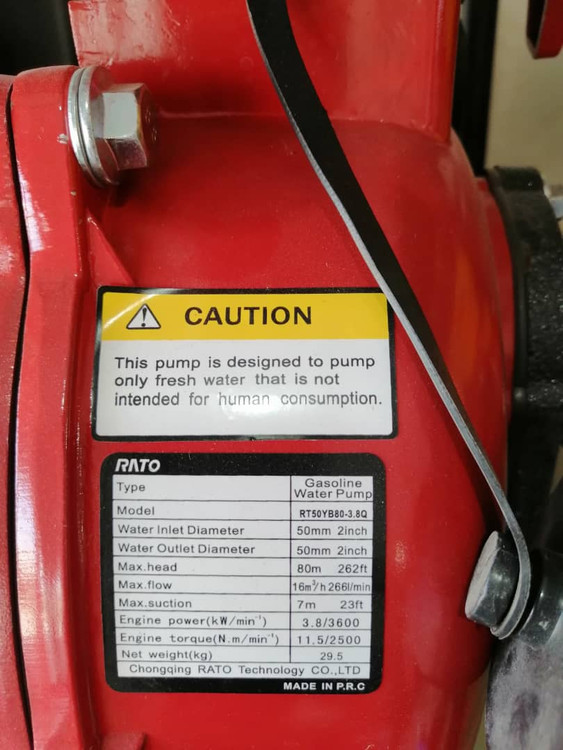 CAUTION
This pump is designed to pump
only fresh water that is not
intended for human consumption.
RATO
Type Gasoline Water Pump
Model RT50YB80-3.8Q
Water Inlet Diameter 50mm 2inch
Water Outlet Diameter 50mm 2inch
Max.head 80m 262ft
Max.flow 16m³/h 266l/min
Max.suction 7m 23ft
Engine power(kW/min⁻¹) 3.8/3600
Engine torque(N.m/min⁻¹) 11.5/2500
Net weight(kg) 29.5
Chongqing RATO Technology CO.,LTD
MADE IN P.R.C